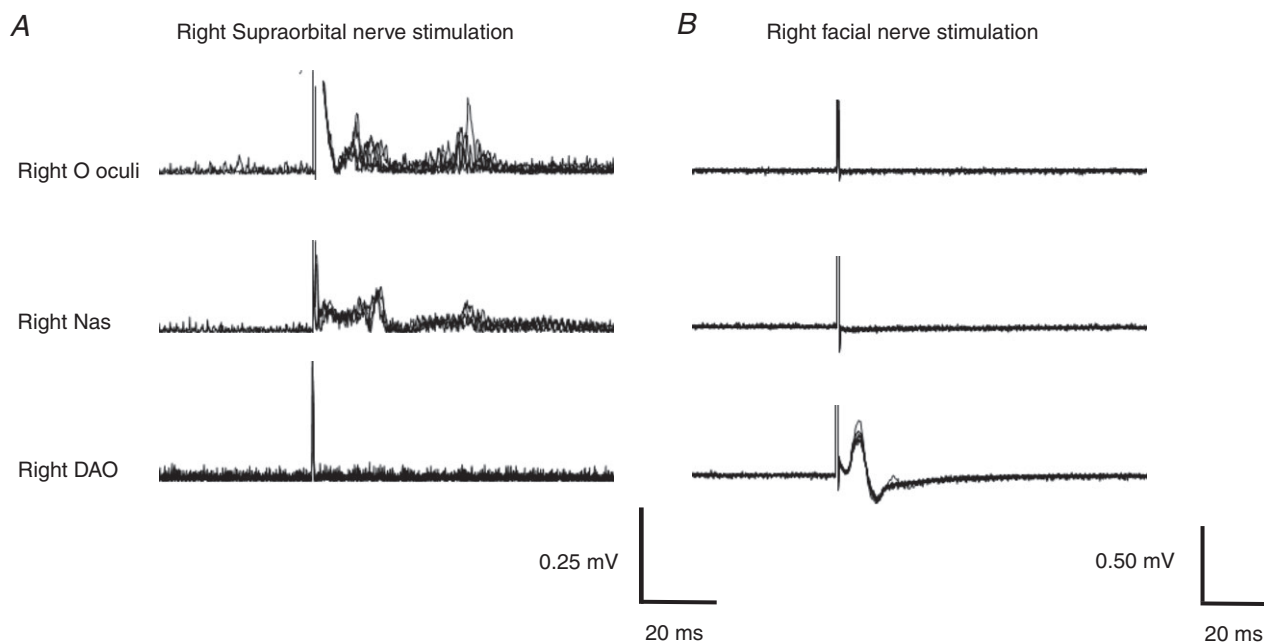 A
Right Supraorbital nerve stimulation
B
Right facial nerve stimulation
Right O oculi
Right Nas
Right DAO
0.25 mV
20 ms
0.50 mV
20 ms